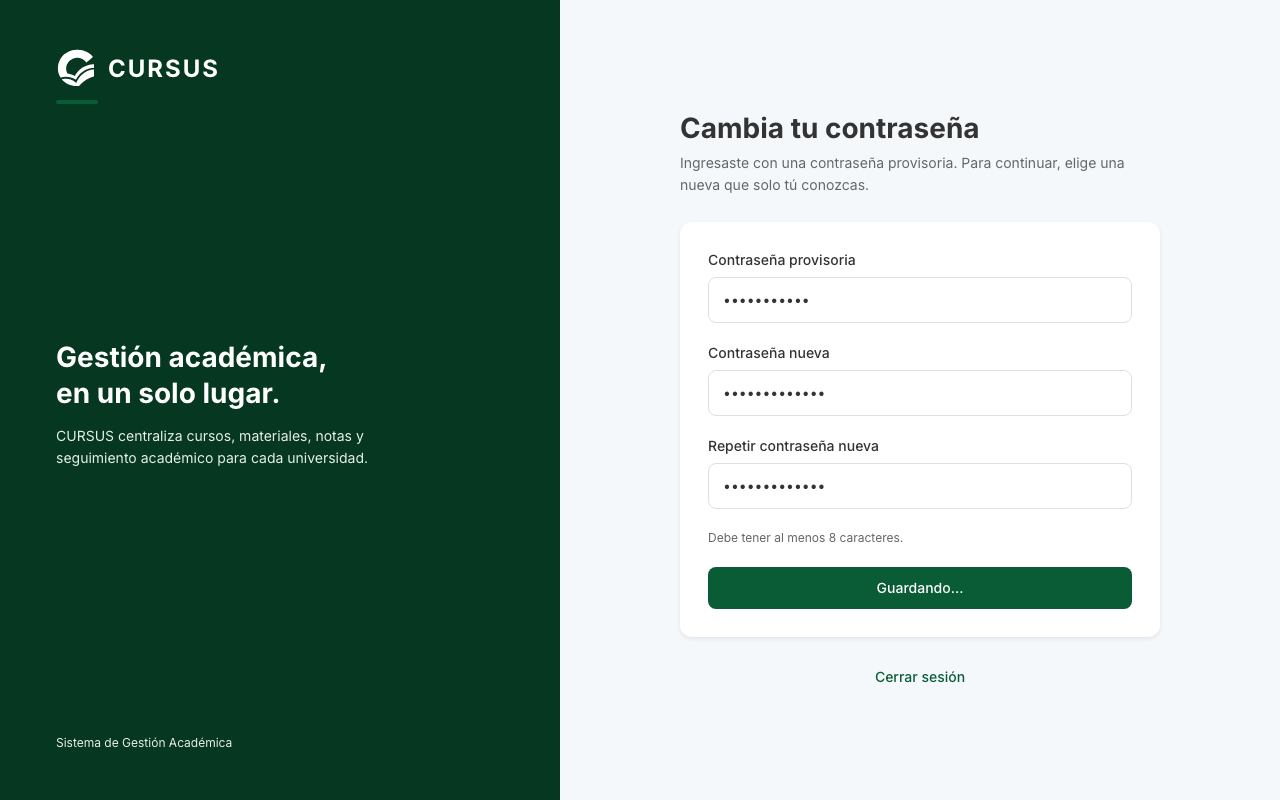 CURSUS
Gestión académica,
en un solo lugar.
CURSUS centraliza cursos, materiales, notas y
seguimiento académico para cada universidad.
Sistema de Gestión Académica
Cambia tu contraseña
Ingresaste con una contraseña provisoria. Para continuar, elige una
nueva que solo tú conozcas.
Contraseña provisoria
•••••••••••
Contraseña nueva
•••••••••••••
Repetir contraseña nueva
•••••••••••••
Debe tener al menos 8 caracteres.
Guardando...
Cerrar sesión